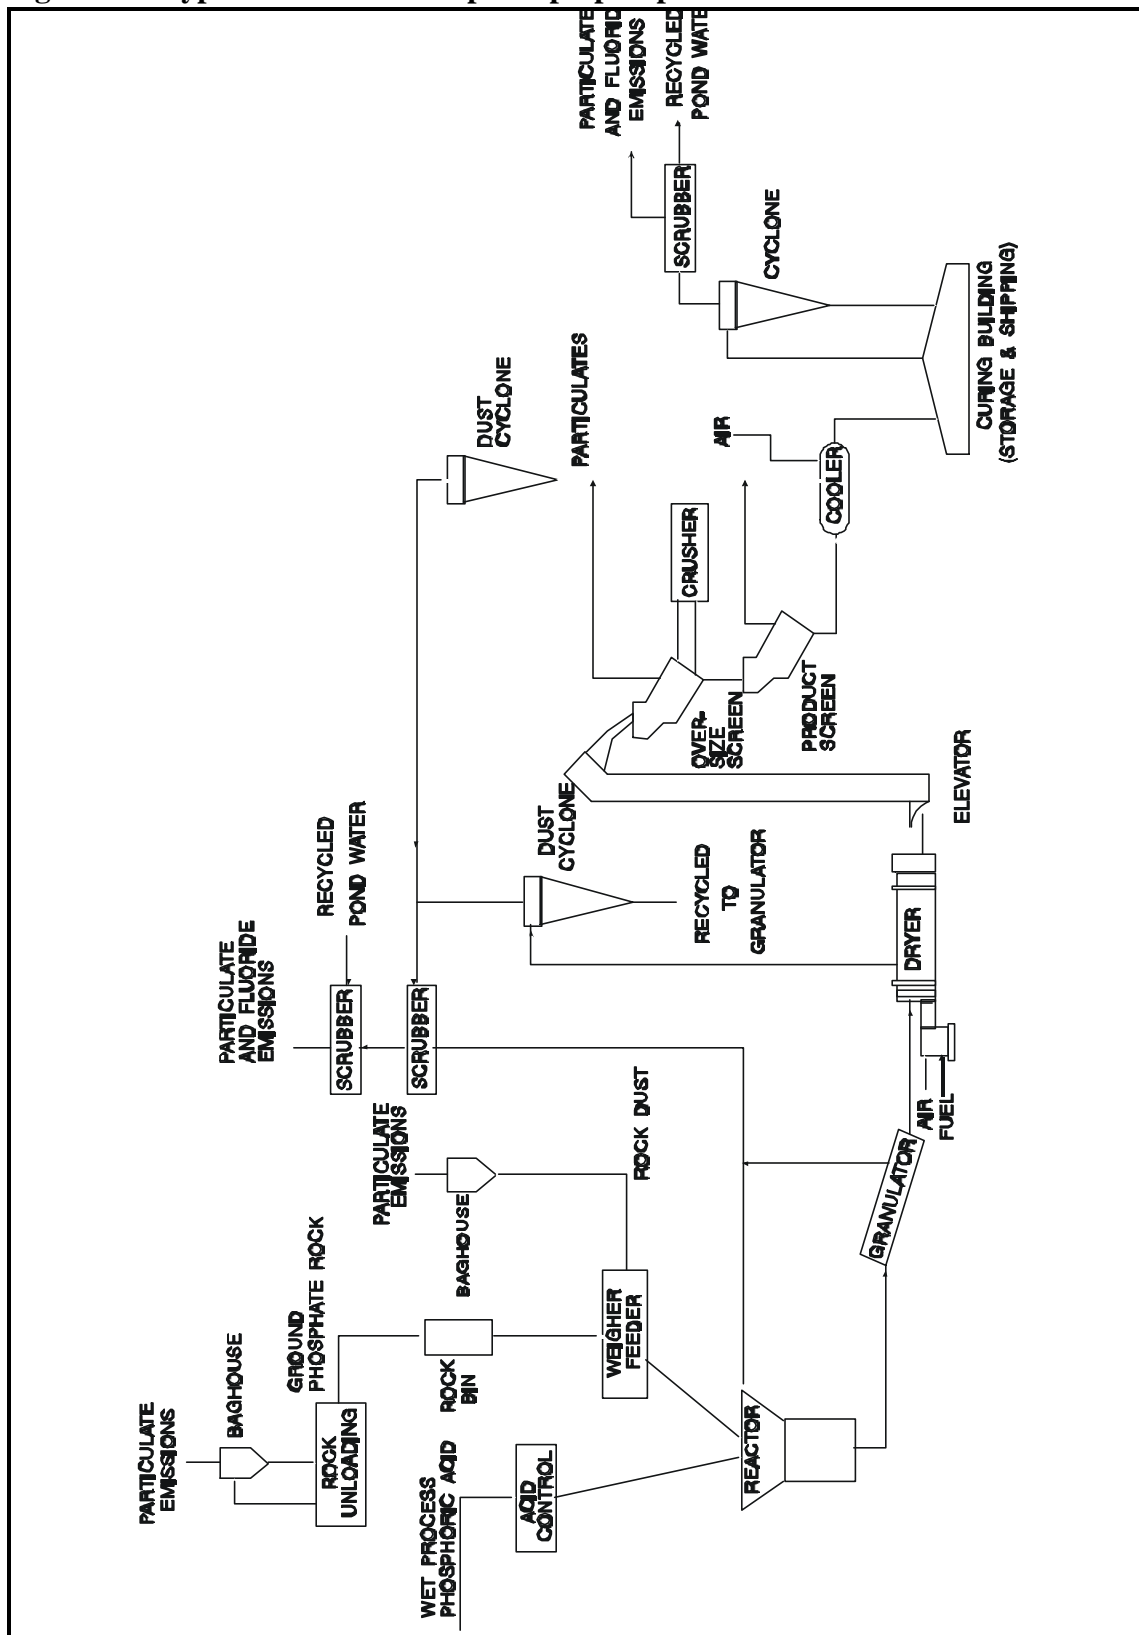 PARTICULATE
EMISSIONS
BAGHOUSE
GROUND
PHOSPHATE ROCK
ROCK
UNLOADING
PARTICULATE
AND FLUORIDE
EMISSIONS
RECYCLED
POND WATER
SCRUBBER
SCRUBBER
PARTICULATE
EMISSIONS
BAGHOUSE
ROCK
BIN
WET PROCESS
PHOSPHORIC ACID
ACID
CONTROL
WEIGHER
FEEDER
ROCK DUST
DUST
CYCLONE
DUST
CYCLONE
PARTICULATES
PARTICULATE
AND FLUORID
EMISSIONS
RECYCLED
POND WATE
SCRUBBER
CYCLONE
CRUSHER
AIR
RECYCLED
TO
GRANULATOR
OVER-
SIZE
SCREEN
PRODUCT
SCREEN
COOLER
REACTOR
GRANULATOR
AIR
FUEL
DRYER
ELEVATOR
CURING BUILDING
(STORAGE & SHIPPING)